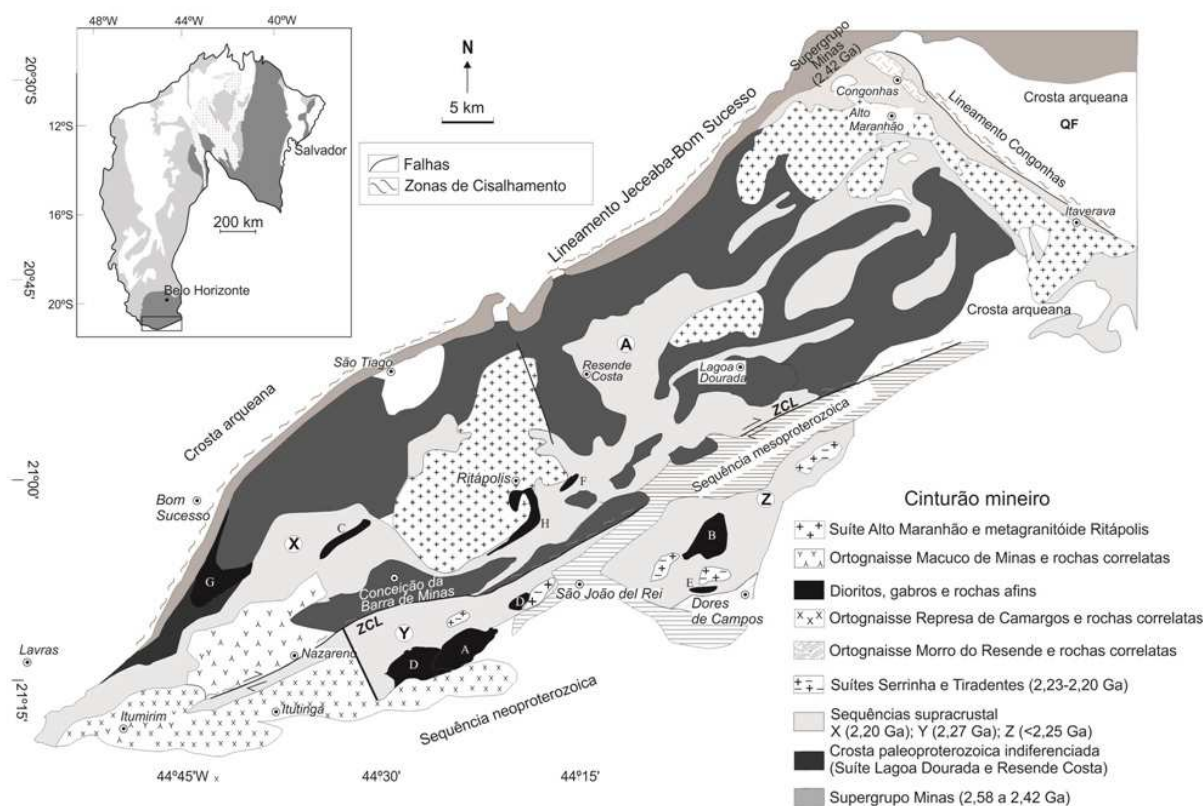 48ºW
44ºW
40ºW
12ºS
16ºS
20ºS
Salvador
200 km
Belo Horizonte
N
5 km
Falhas
Zonas de Cisalhamento
20º30'S
20º45'
21º00'
21º15'
44º45'W
x
44º30'
44º15'
Supergrupo
Minas
(2,42 Ga)
Congonhas
Alto
Maranhão
Crosta arqueana
QF
Lineamento Congonhas
Itaverava
Lineamento Jeceaba-Bom Sucesso
Crosta arqueana
A
Resende
Costa
Lagoa
Dourada
São Tiago
Crosta arqueana
ZCL
Sequência mesoproterozoica
Bom
Sucesso
Ritápolis
F
H
C
X
G
Z
B
E
Conceição da
Barra de Minas
São João del Rei
Dores
de Campos
D
ZCL
Y
A
D
Nazareno
Lavras
Itumirim
Itutinga
Sequência neoproterozoica
Cinturão mineiro
Suíte Alto Maranhão e metagranitóide Ritápolis
Ortognaisse Macuco de Minas e rochas correlatas
Dioritos, gabros e rochas afins
Ortognaisse Represa de Camargos e rochas correlatas
Ortognaisse Morro do Resende e rochas correlatas
Suítes Serrinha e Tiradentes (2,23-2,20 Ga)
Sequências supracrustal
X (2,20 Ga); Y (2,27 Ga); Z (<2,25 Ga)
Crosta paleoproterozoica indiferenciada
(Suíte Lagoa Dourada e Resende Costa)
Supergrupo Minas (2,58 a 2,42 Ga)